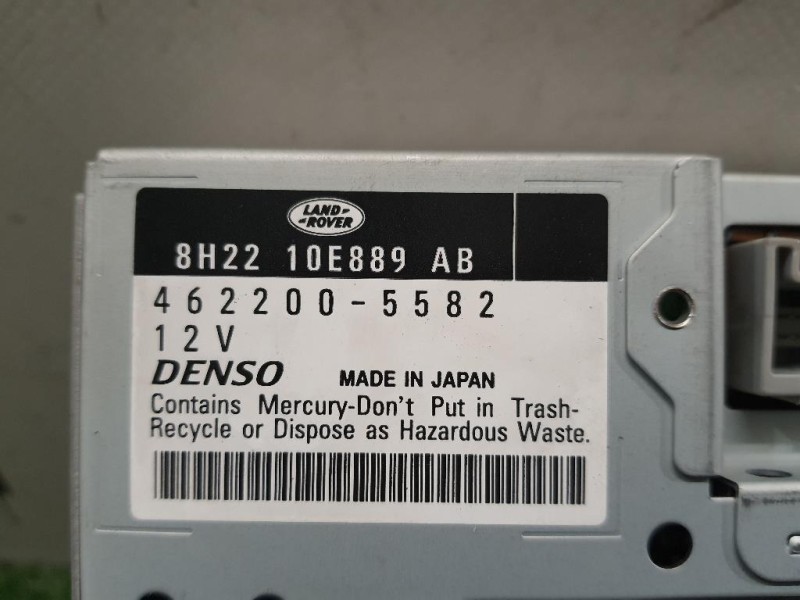 LAND-
-ROVER
8H22 10E889 AB
462200-5582
12V
DENSO MADE IN JAPAN
Contains Mercury-Don't Put in Trash-
Recycle or Dispose as Hazardous Waste.